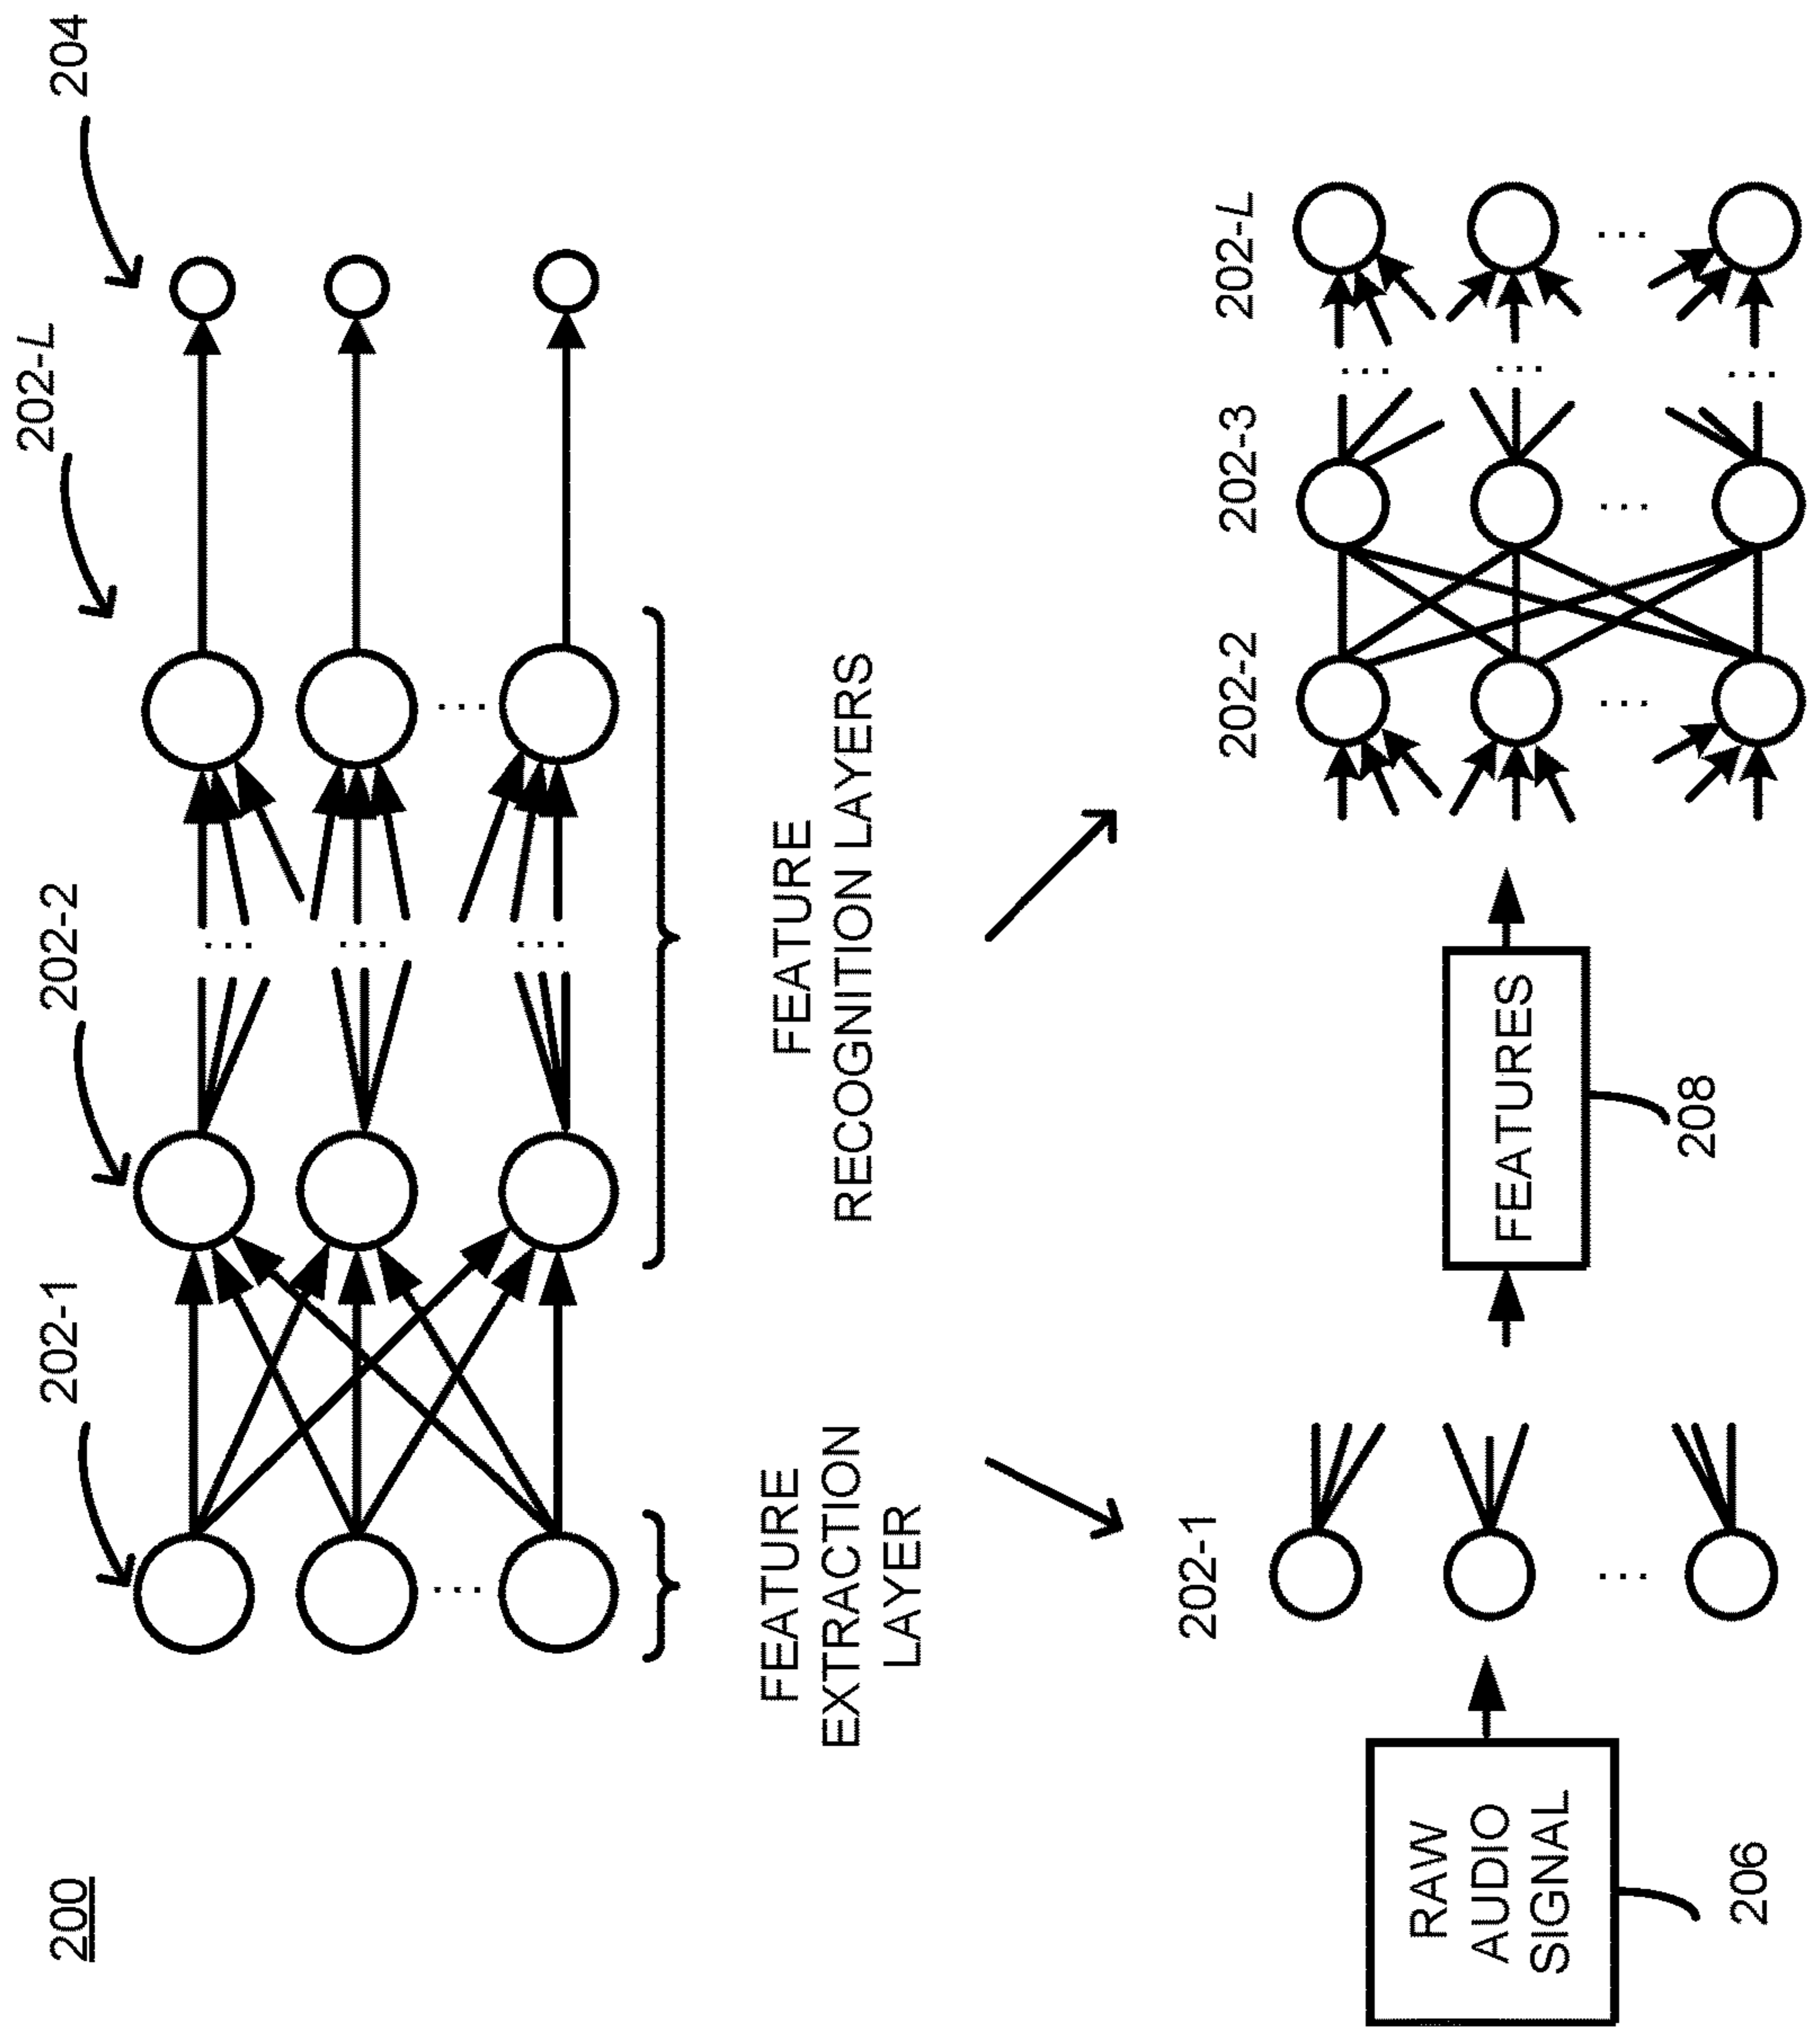 200
202-1
202-2
202-L
204
...
...
...
...
...
FEATURE
EXTRACTION
LAYER
FEATURE
RECOGNITION LAYERS
RAW
AUDIO
SIGNAL
206
202-1
...
FEATURES
208
202-2
...
202-3
...
...
...
...
202-L
...